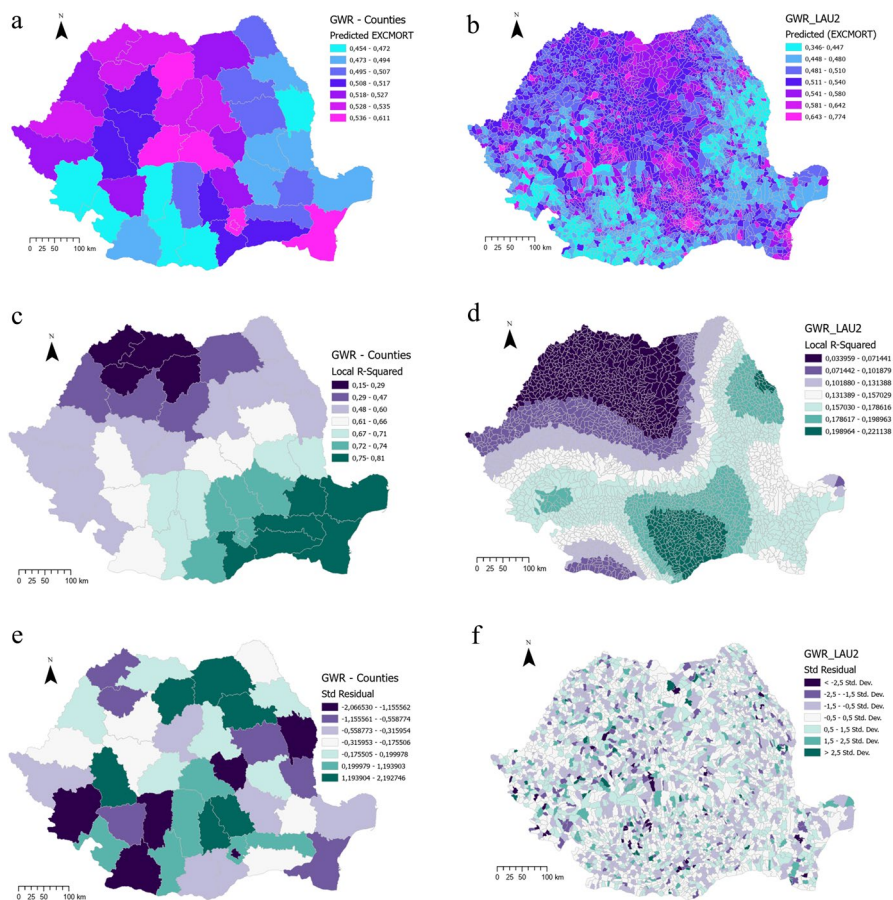 a
N
GWR - Counties
Predicted EXCMORT
0,454 - 0,472
0,473 - 0,494
0,495 - 0,507
0,508 - 0,517
0,518- 0,527
0,528 - 0,535
0,536 - 0,611
0 25 50 100 km
b
N
GWR_LAU2
Predicted (EXCMORT)
0,346- 0,447
0,448 - 0,480
0,481 - 0,510
0,511 - 0,540
0,541 - 0,580
0,581 - 0,642
0,643 - 0,774
0 25 50 100 km
c
N
GWR - Counties
Local R-Squared
0,15 - 0,29
0,29 - 0,47
0,48 - 0,60
0,61 - 0,66
0,67 - 0,71
0,72 - 0,74
0,75- 0,81
0 25 50 100 km
d
N
GWR_LAU2
Local R-Squared
0,033959 - 0,071441
0,071442 - 0,101879
0,101880 - 0,131388
0,131389 - 0,157029
0,157030 - 0,178616
0,178617 - 0,198963
0,198964 - 0,221138
0 25 50 100 km
e
N
GWR - Counties
Std Residual
-2,066530 - -1,155562
-1,155561 - -0,558774
-0,558773 - -0,315954
-0,315953 - -0,175506
-0,175505 - 0,199978
0,199979 - 1,193903
1,193904 - 2,192746
0 25 50 100 km
f
N
GWR_LAU2
Std Residual
< -2,5 Std. Dev.
-2,5 - -1,5 Std. Dev.
-1,5 - -0,5 Std. Dev.
-0,5 - 0,5 Std. Dev.
0,5 - 1,5 Std. Dev.
1,5 - 2,5 Std. Dev.
> 2,5 Std. Dev.
0 25 50 100 km